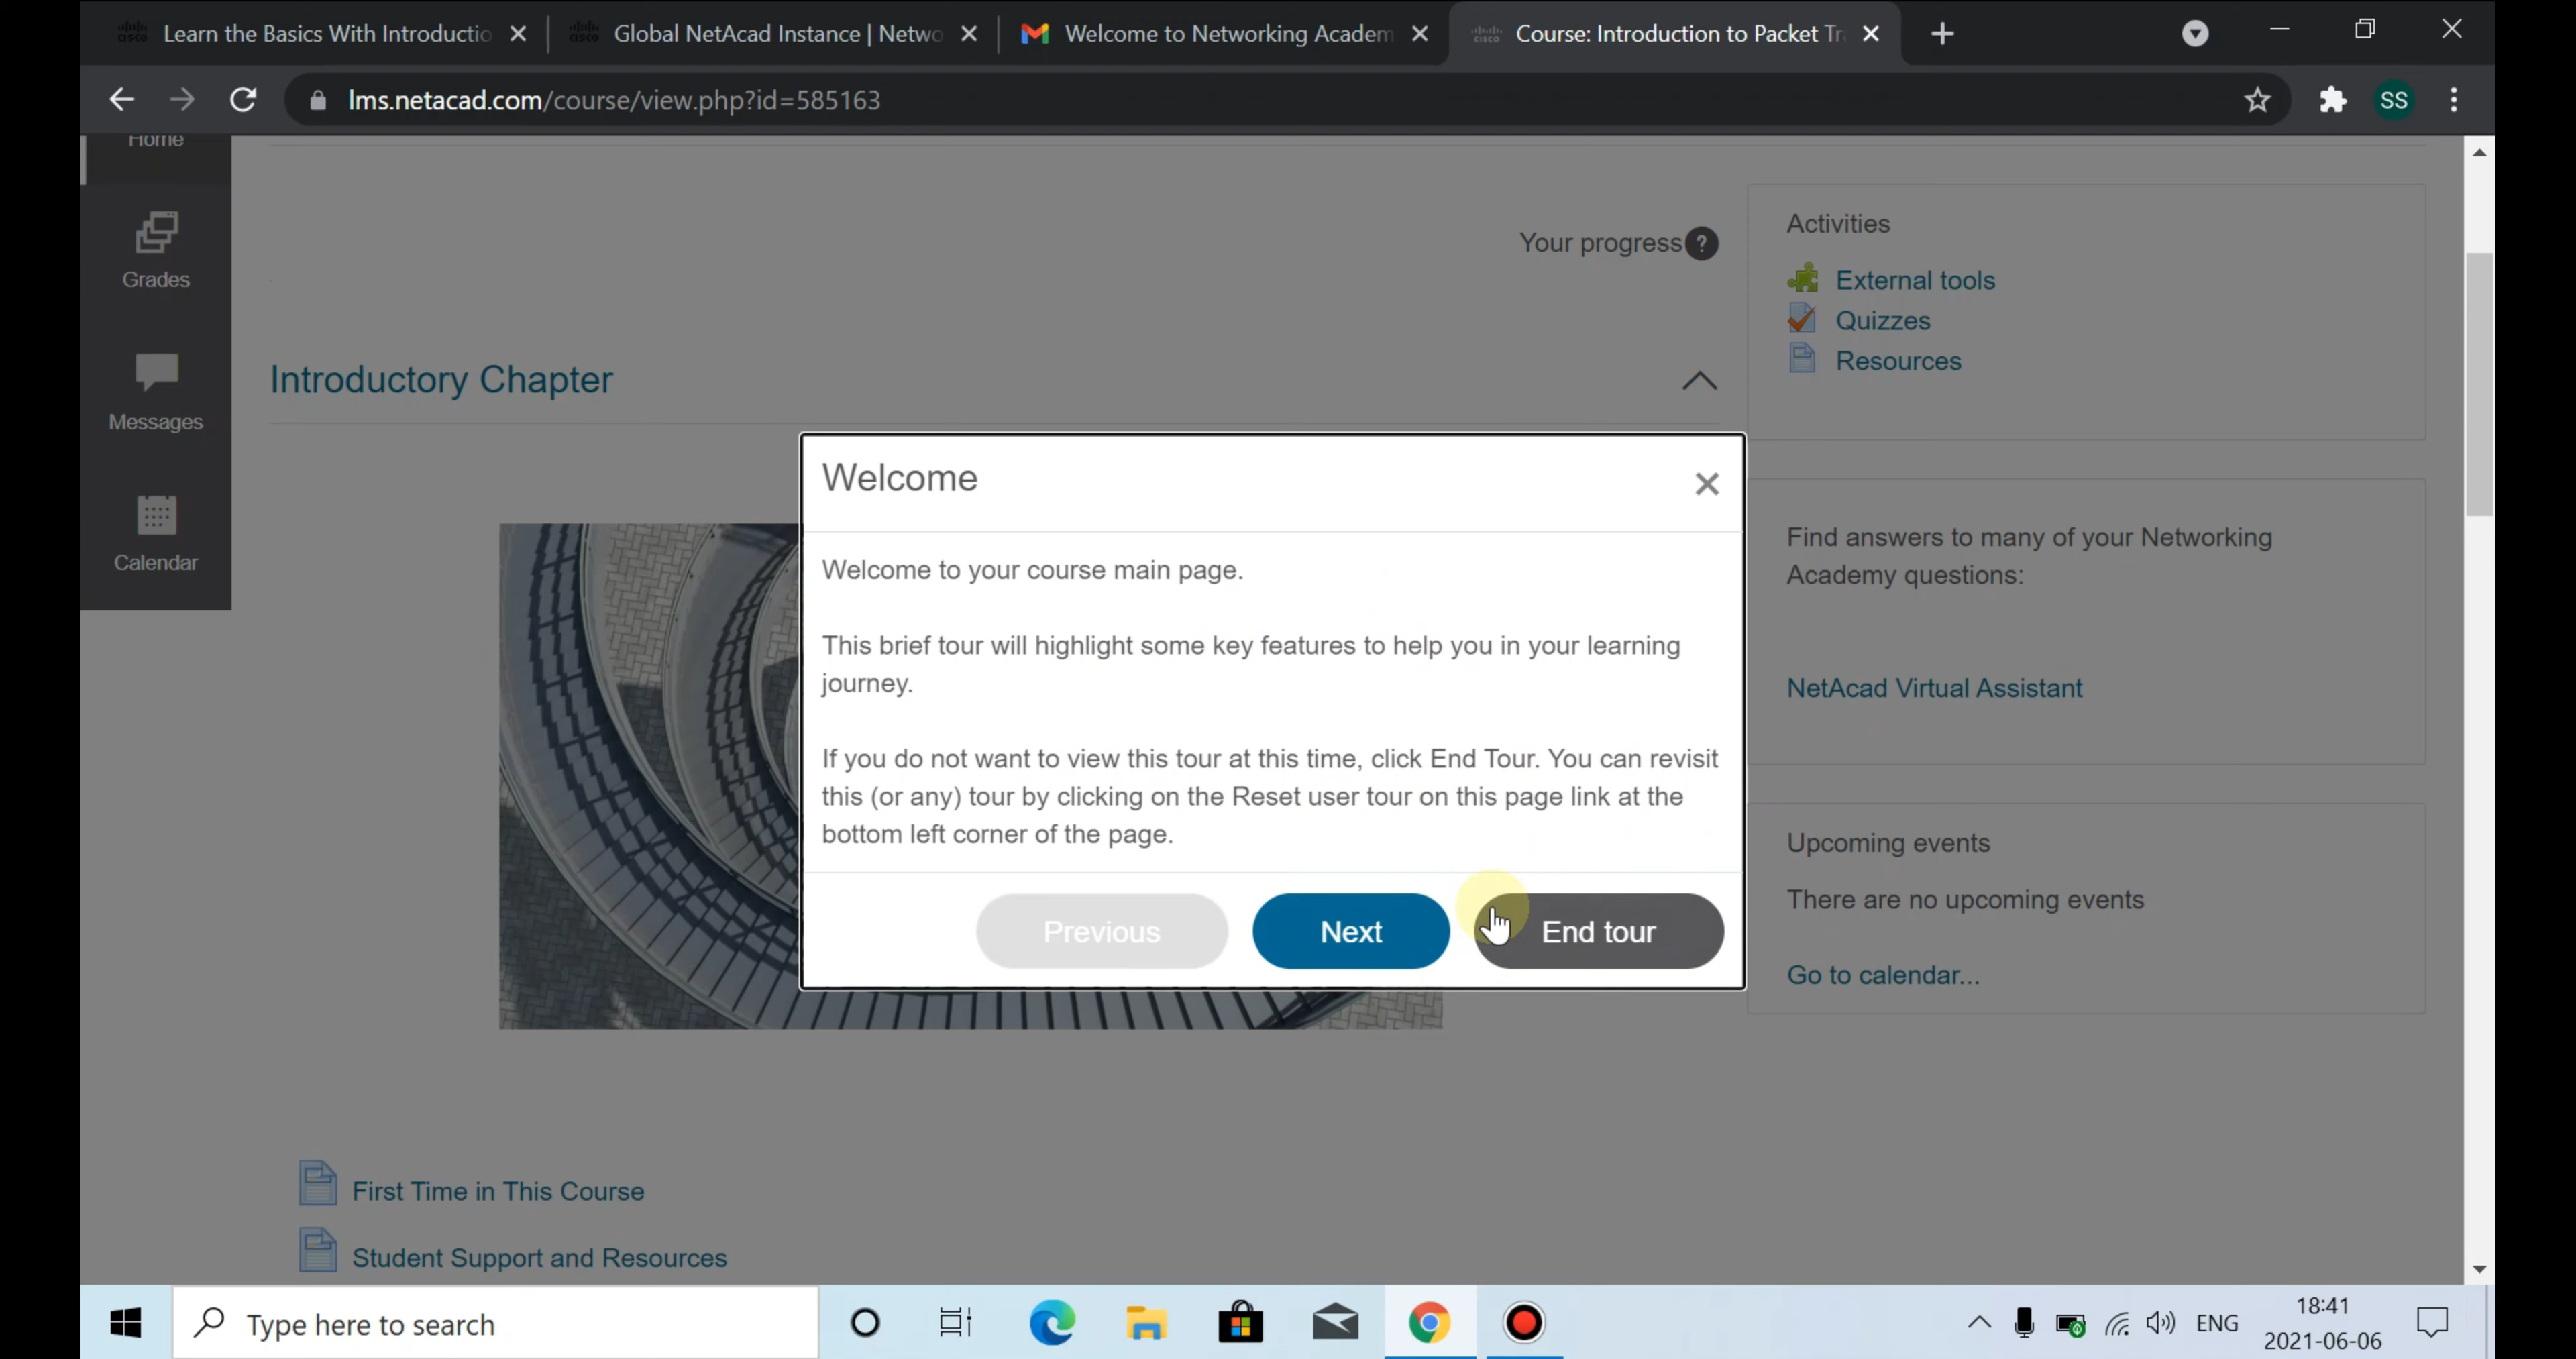 Learn the Basics With Introductio
Global NetAcad Instance | Netwo
Welcome to Networking Academ
Course: Introduction to Packet Tr
lms.netacad.com/course/view.php?id=585163
SS
Home
Grades
Messages
Calendar
Your progress
Introductory Chapter
Activities
External tools
Quizzes
Resources
Find answers to many of your Networking
Academy questions:
NetAcad Virtual Assistant
Upcoming events
There are no upcoming events
Go to calendar...
Welcome
Welcome to your course main page.
This brief tour will highlight some key features to help you in your learning
journey.
If you do not want to view this tour at this time, click End Tour. You can revisit
this (or any) tour by clicking on the Reset user tour on this page link at the
bottom left corner of the page.
Previous
Next
End tour
First Time in This Course
Student Support and Resources
Type here to search
ENG
18:41
2021-06-06